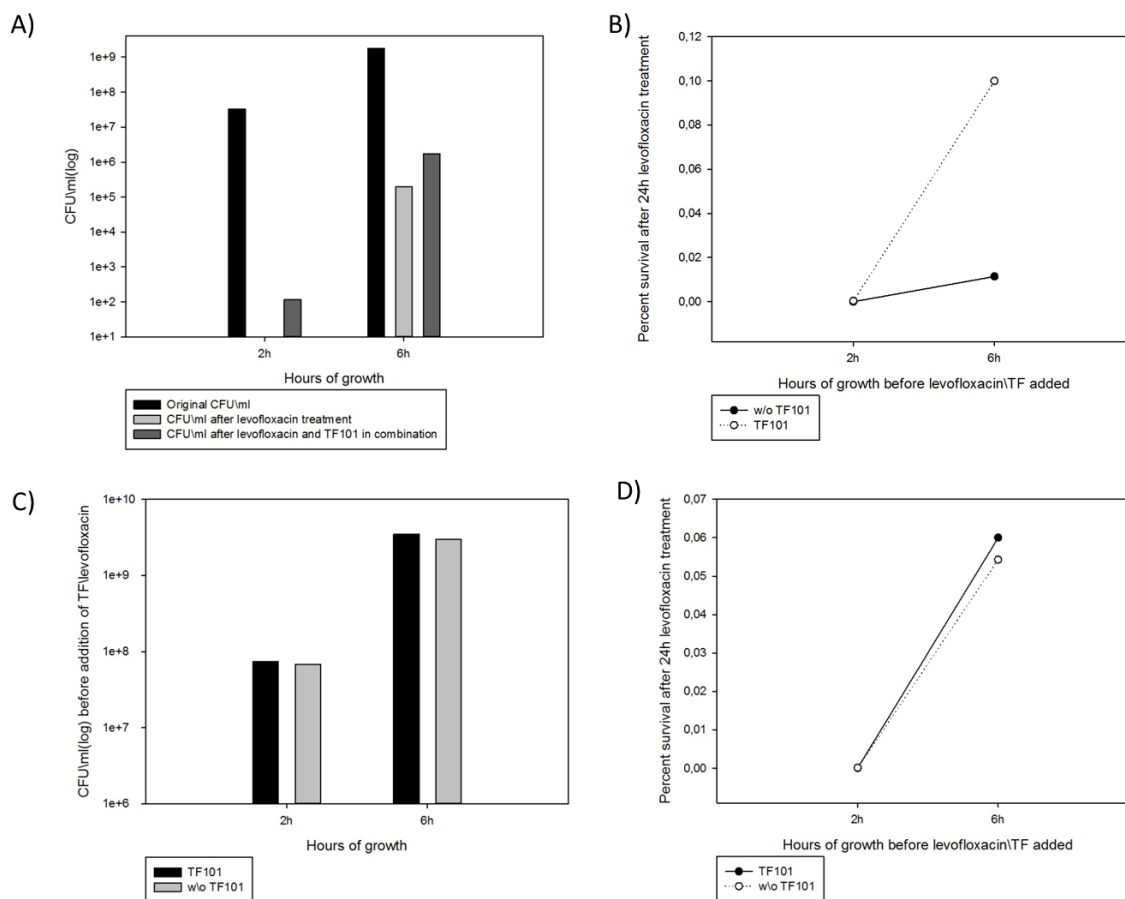 A)
CFU\ml(log)
1e+9
1e+8
1e+7
1e+6
1e+5
1e+4
1e+3
1e+2
1e+1
2h 6h
Hours of growth
Original CFU\ml
CFU\ml after levofloxacin treatment
CFU\ml after levofloxacin and TF101 in combination
B)
Percent survival after 24h levofloxacin treatment
0,12
0,10
0,08
0,06
0,04
0,02
0,00
2h 6h
Hours of growth before levofloxacin\TF added
w/o TF101
TF101
C)
CFU\ml(log) before addition of TF\levofloxacin
1e+10
1e+9
1e+8
1e+7
1e+6
2h 6h
Hours of growth
TF101
w\o TF101
D)
Percent survival after 24h levofloxacin treatment
0,07
0,06
0,05
0,04
0,03
0,02
0,01
0,00
2h 6h
Hours of growth before levofloxacin\TF added
TF101
w\o TF101